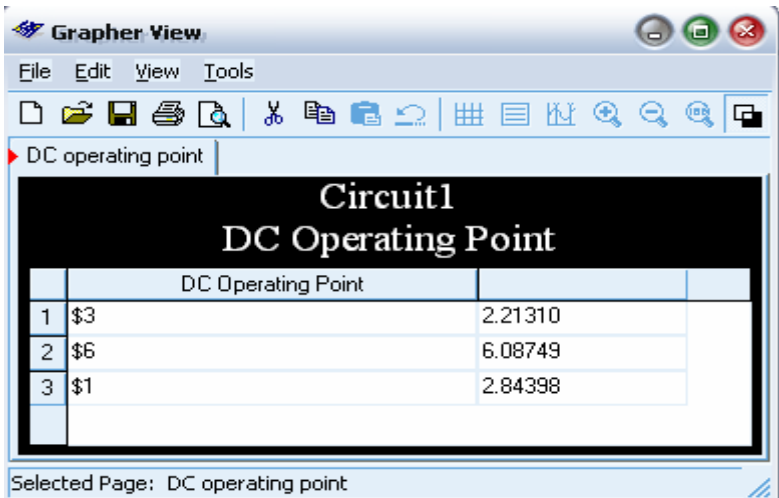 Grapher View
File Edit View Tools
DC operating point
Circuit1
DC Operating Point
DC Operating Point
1 $3 2.21310
2 $6 6.08749
3 $1 2.84398
Selected Page: DC operating point